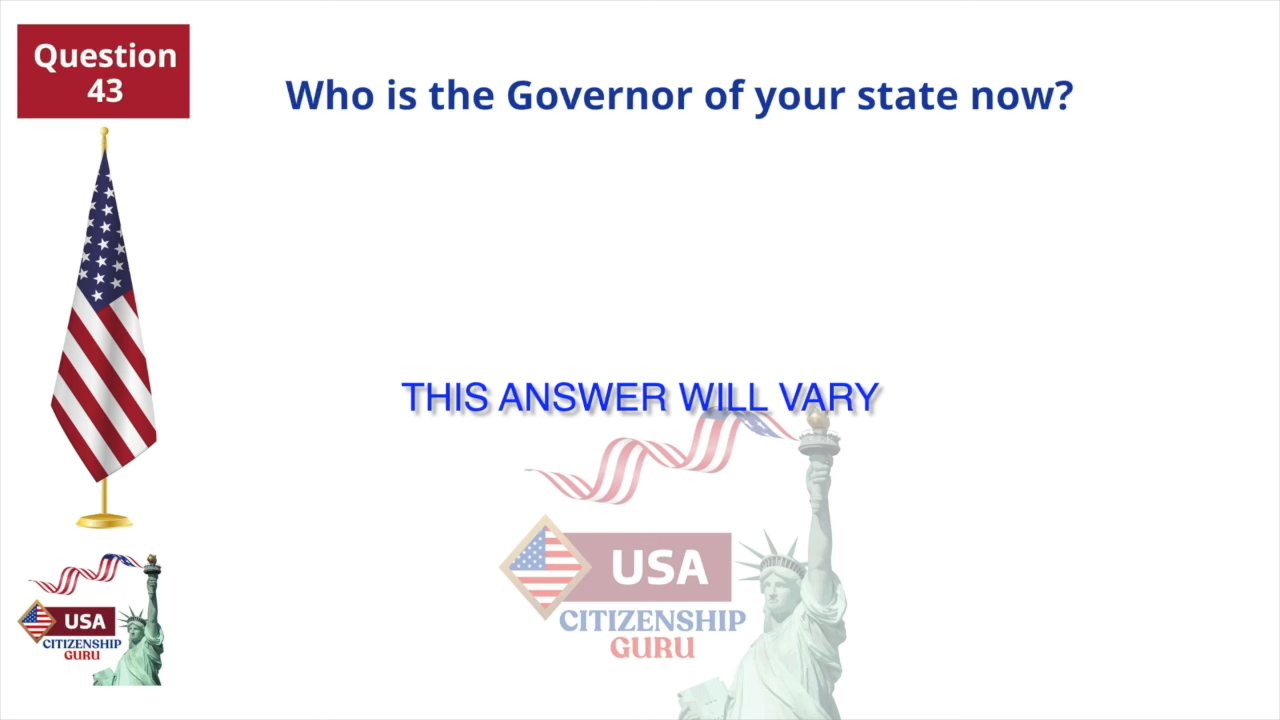 Question
43
Who is the Governor of your state now?
THIS ANSWER WILL VARY
USA
CITIZENSHIP
GURU
USA
CITIZENSHIP
GURU